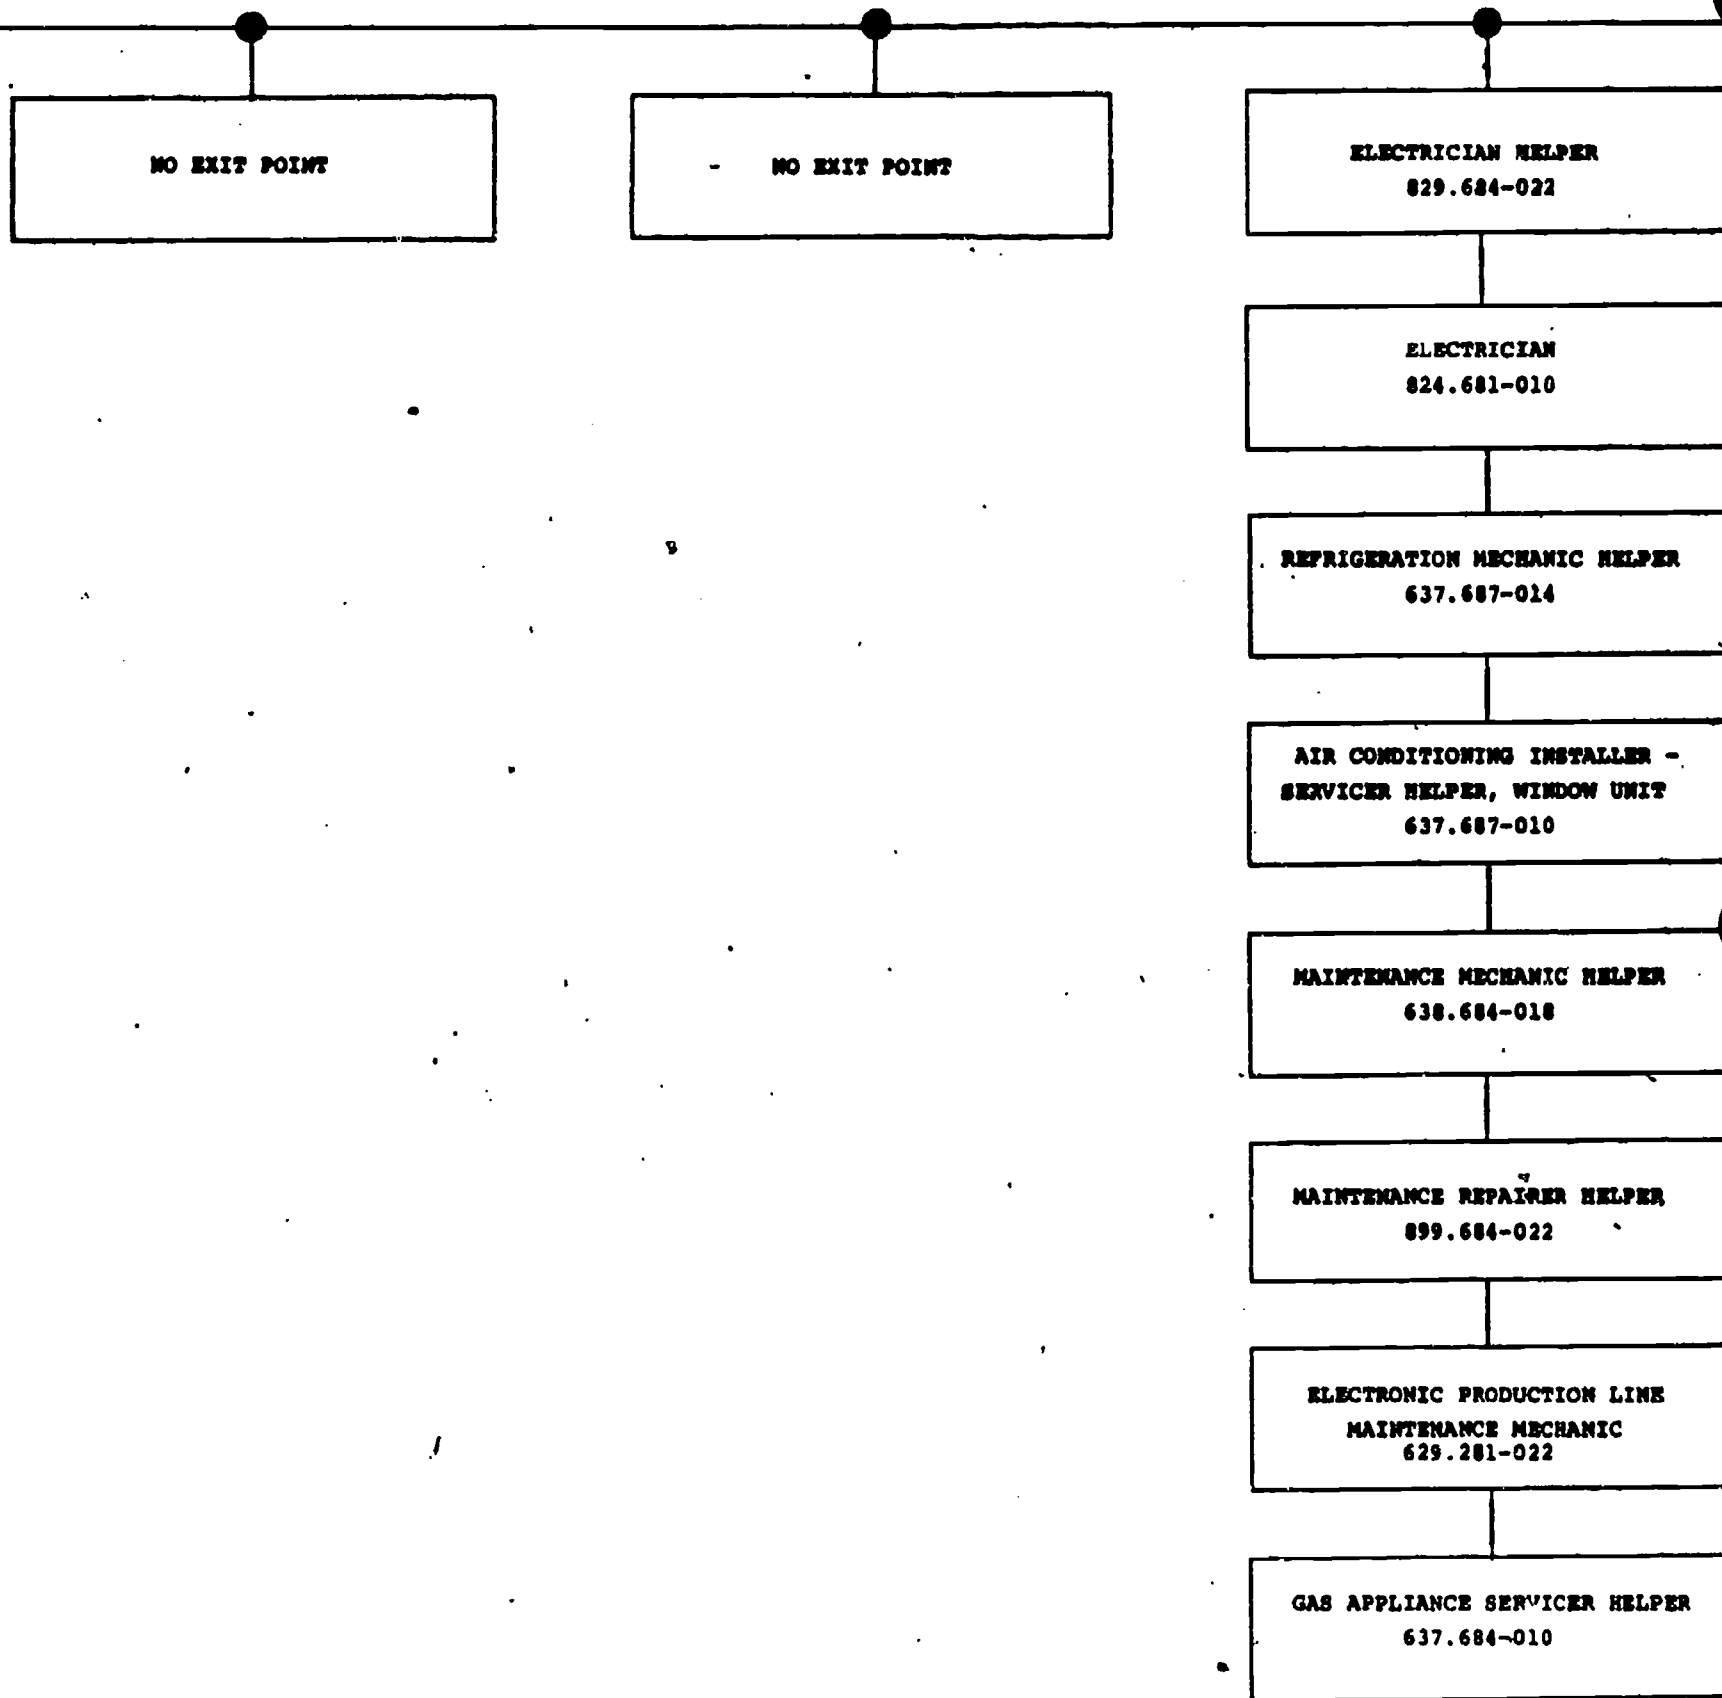 NO EXIT POINT
NO EXIT POINT
ELECTRICIAN HELPER
829.684-022
ELECTRICIAN
824.681-010
REFRIGERATION MECHANIC HELPER
637.687-014
AIR CONDITIONING INSTALLER -
SERVICER HELPER, WINDOW UNIT
637.687-010
MAINTENANCE MECHANIC HELPER
638.684-018
MAINTENANCE REPAIRER HELPER
899.684-022
ELECTRONIC PRODUCTION LINE
MAINTENANCE MECHANIC
629.281-022
GAS APPLIANCE SERVICER HELPER
637.684-010